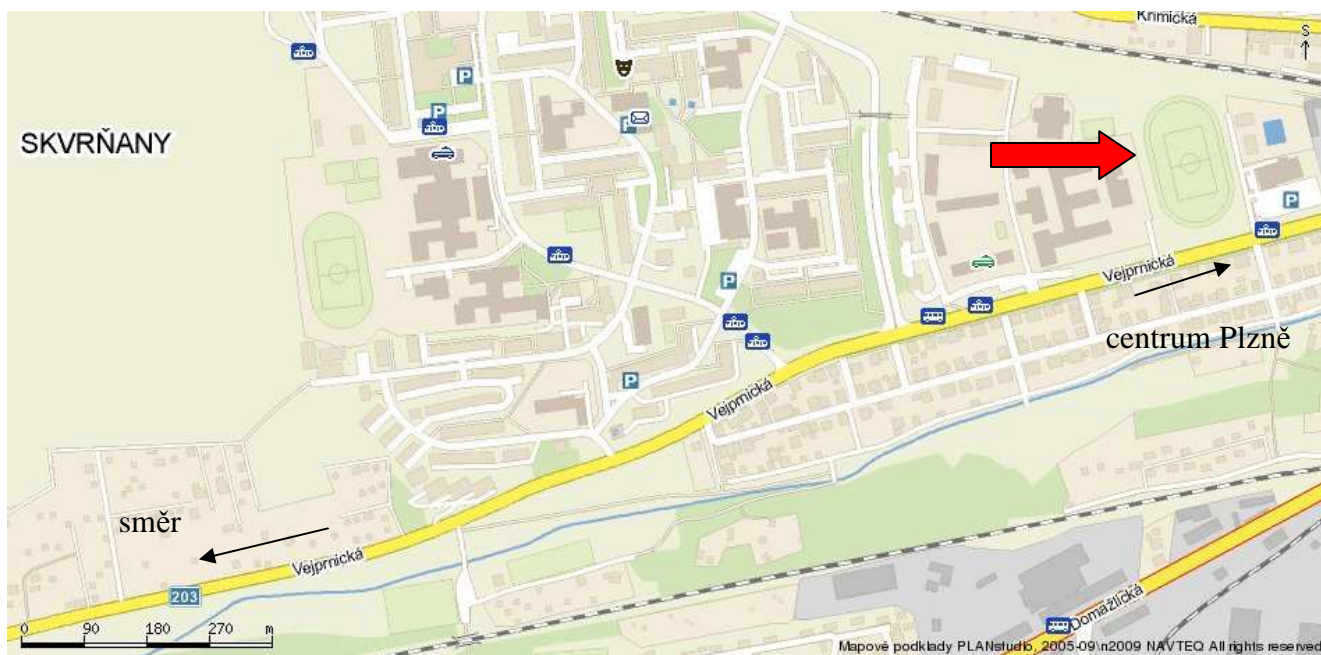 Křimická
S
P
P
P
SKVRŇANY
P
Vejprnická
P
centrum Plzně
P
Vejprnická
směr
Vejprnická
203
0 90 180 270 m
Domažlická
Mapové podklady PLANstudio, 2005-09\n2009 NAVTEQ All rights reserved